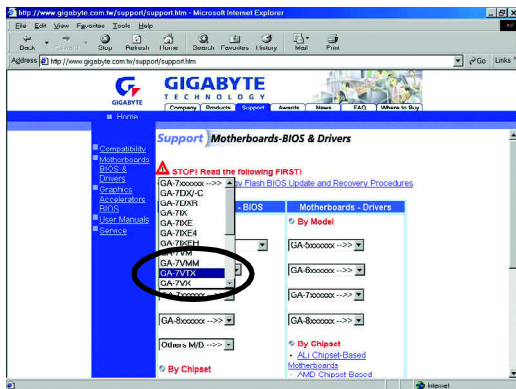 http://www.gigabyte.com.tw/support/support.htm - Microsoft Internet Explorer
File Edit View Favorites Tools Help
Back Stop Refresh Home Search Favorites History Mail Print
Address http://www.gigabyte.com.tw/support/support.htm Go Links
GIGABYTE
GIGABYTE
TECHNOLOGY
Company Products Support Awards News FAQ Where to Buy
Home
Support Motherboards-BIOS & Drivers
Compatibility
Motherboards
BIOS &
Drivers
Graphics
Accelerators
BIOS
User Manuals
Service
STOP! Read the following FIRST!
Flash BIOS Update and Recovery Procedures
GA-7xxxxxx -->>
GA-7DX/-C
GA-7DXR
GA-7IX
GA-7IXE
GA-7IXE4
GA-7IXEH
GA-7VM
GA-7VMM
GA-7VTX
GA-7VX
GA-7xxxxxx -->>
GA-8xxxxxx -->>
Others M/D -->>
By Chipset
- BIOS
Motherboards - Drivers
By Model
GA-5xxxxxx -->>
GA-6xxxxxx -->>
GA-7xxxxxx -->>
GA-8xxxxxx -->>
By Chipset
- ALi Chipset-Based
Motherboards
- AMD Chipset Based
Internet